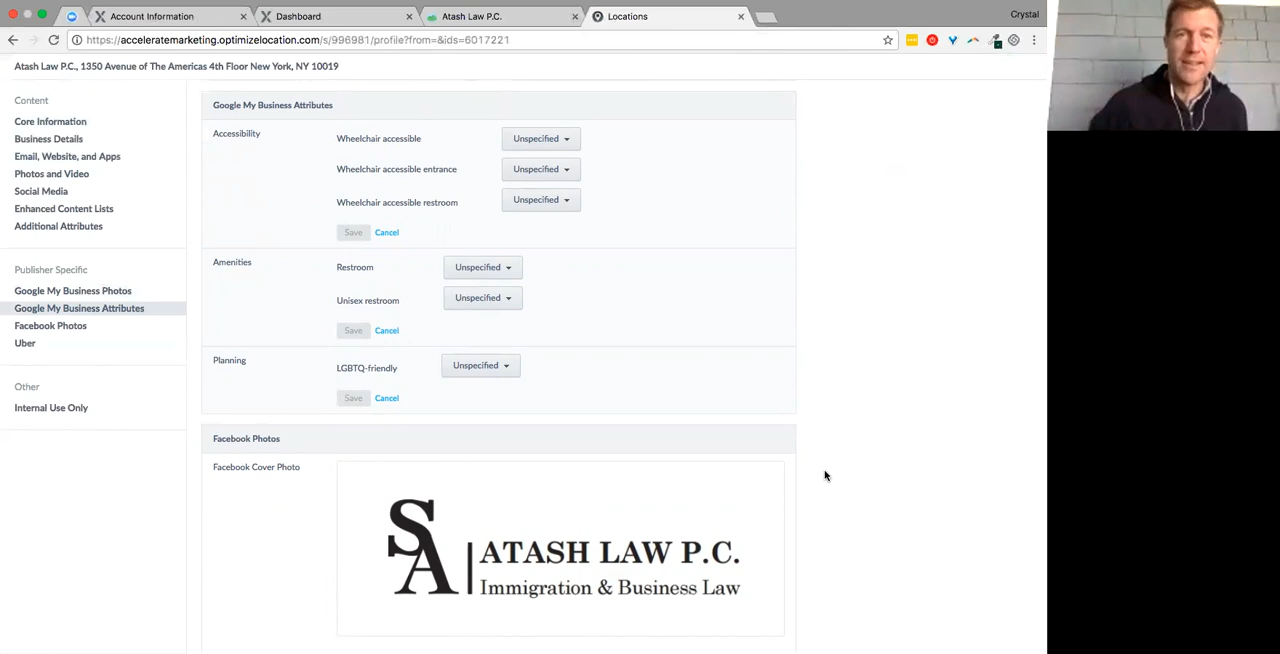 Account Information
Dashboard
Atash Law P.C.
Locations
Crystal
https://acceleratemarketing.optimizelocation.com/s/996981/profile?from=&ids=6017221
Atash Law P.C., 1350 Avenue of The Americas 4th Floor New York, NY 10019
Content
Core Information
Business Details
Email, Website, and Apps
Photos and Video
Social Media
Enhanced Content Lists
Additional Attributes
Publisher Specific
Google My Business Photos
Google My Business Attributes
Facebook Photos
Uber
Other
Internal Use Only
Google My Business Attributes
Accessibility
Wheelchair accessible Unspecified
Wheelchair accessible entrance Unspecified
Wheelchair accessible restroom Unspecified
Save Cancel
Amenities
Restroom Unspecified
Unisex restroom Unspecified
Save Cancel
Planning
LGBTQ-friendly Unspecified
Save Cancel
Facebook Photos
Facebook Cover Photo
SA
ATASH LAW P.C.
Immigration & Business Law